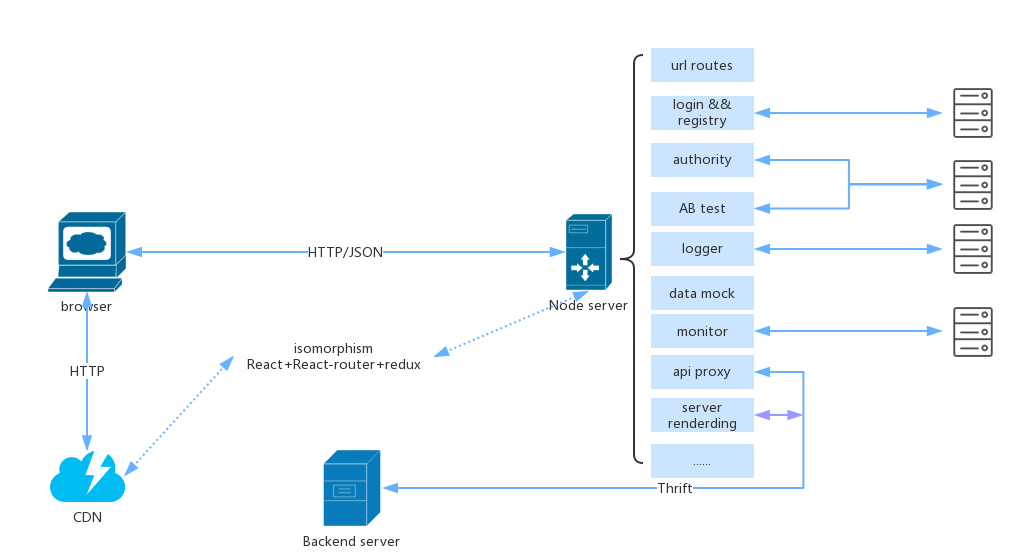 url routes
login &&
registry
authority
AB test
logger
data mock
monitor
api proxy
server
renderding
......
HTTP/JSON
browser
Node server
isomorphism
React+React-router+redux
HTTP
CDN
Thrift
Backend server